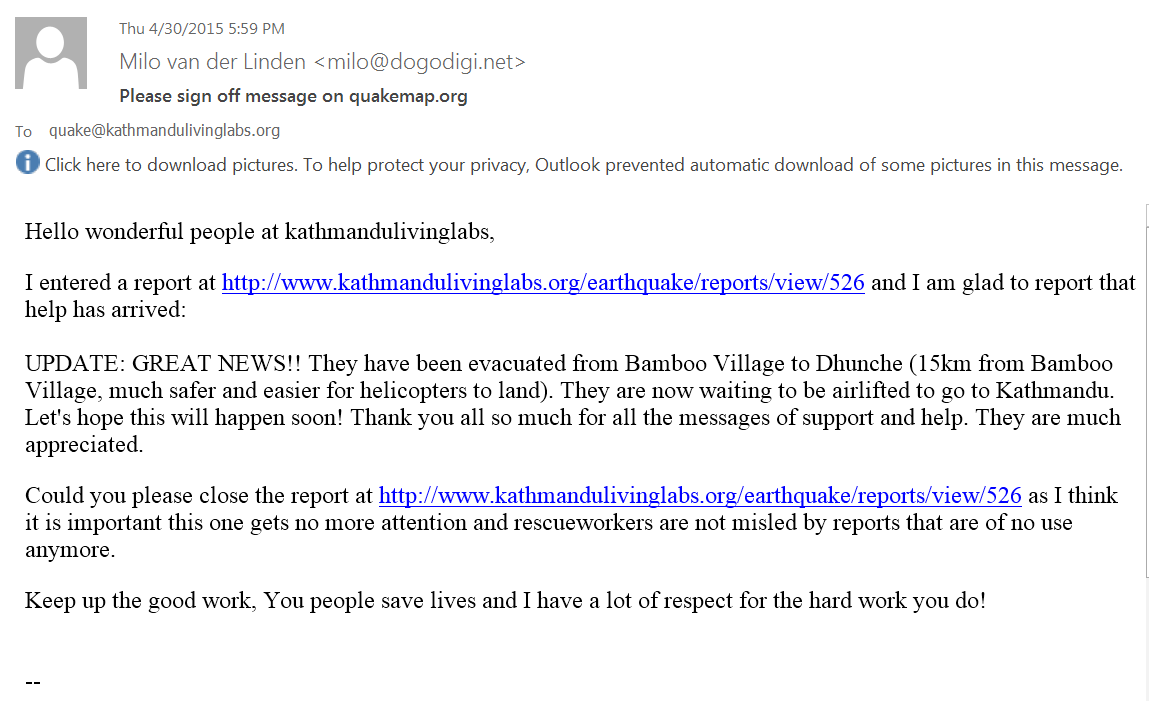 Thu 4/30/2015 5:59 PM
Milo van der Linden <milo@dogodigi.net>
Please sign off message on quakemap.org
To quake@kathmandulivinglabs.org
Click here to download pictures. To help protect your privacy, Outlook prevented automatic download of some pictures in this message.
Hello wonderful people at kathmandulivinglabs,
I entered a report at http://www.kathmandulivinglabs.org/earthquake/reports/view/526 and I am glad to report that
help has arrived:
UPDATE: GREAT NEWS!! They have been evacuated from Bamboo Village to Dhunche (15km from Bamboo
Village, much safer and easier for helicopters to land). They are now waiting to be airlifted to go to Kathmandu.
Let's hope this will happen soon! Thank you all so much for all the messages of support and help. They are much
appreciated.
Could you please close the report at http://www.kathmandulivinglabs.org/earthquake/reports/view/526 as I think
it is important this one gets no more attention and rescueworkers are not misled by reports that are of no use
anymore.
Keep up the good work, You people save lives and I have a lot of respect for the hard work you do!
--